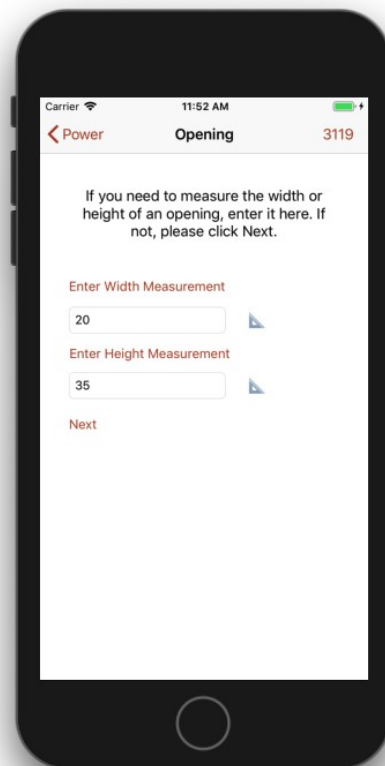 Carrier 11:52 AM
Power Opening 3119
If you need to measure the width or
height of an opening, enter it here. If
not, please click Next.
Enter Width Measurement
20
Enter Height Measurement
35
Next